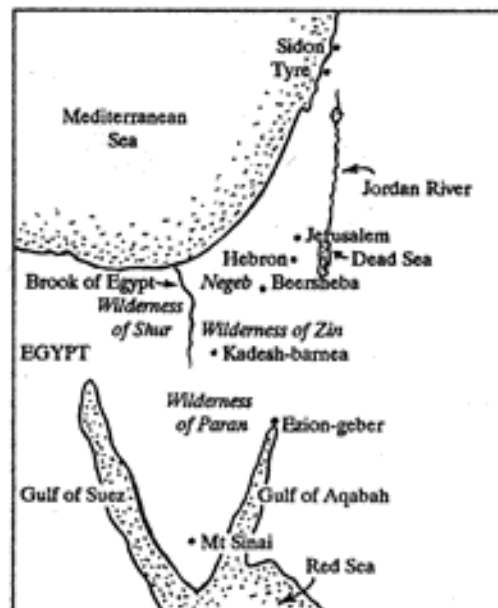 Sidon
Tyre
Mediterranean
Sea
Jordan River
Jerusalem
Hebron
Dead Sea
Brook of Egypt
Negeb
Beersheba
Wilderness
of Shur
Wilderness of Zin
EGYPT
Kadesh-barnea
Wilderness
of Paran
Ezion-geber
Gulf of Suez
Gulf of Aqabah
Mt Sinai
Red Sea